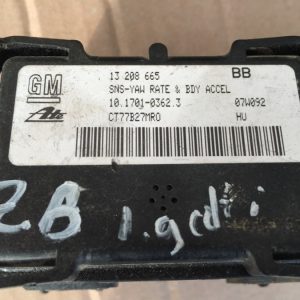 GM
13 208 665 BB
SNS-YAW RATE & BDY ACCEL
10.1701-0362.3 07W092
Ate
CT77B27MRO HU
ZB 1.9cdti